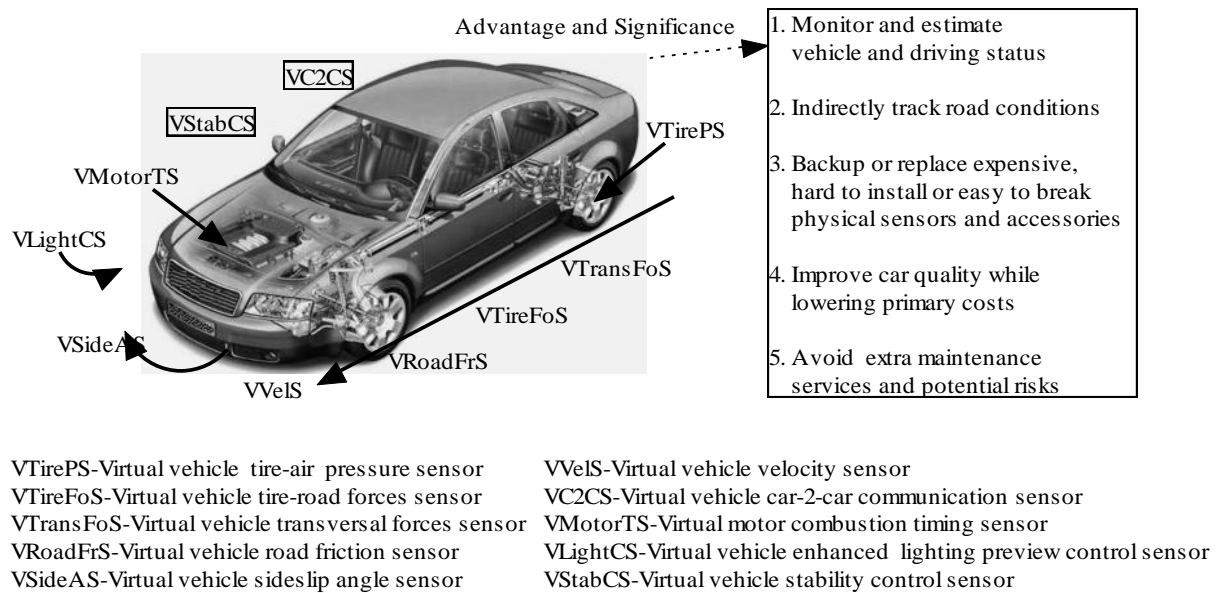 Advantage and Significance
1. Monitor and estimate
vehicle and driving status
2. Indirectly track road conditions
3. Backup or replace expensive,
hard to install or easy to break
physical sensors and accessories
4. Improve car quality while
lowering primary costs
5. Avoid extra maintenance
services and potential risks
VC2CS
VStabCS
VTirePS
VMotorTS
VLightCS
VTransFoS
VTireFoS
VSideAS
VRoadFrS
VVelS
VTirePS-Virtual vehicle tire-air pressure sensor
VTireFoS-Virtual vehicle tire-road forces sensor
VTransFoS-Virtual vehicle transversal forces sensor
VRoadFrS-Virtual vehicle road friction sensor
VSideAS-Virtual vehicle sideslip angle sensor
VVelS-Virtual vehicle velocity sensor
VC2CS-Virtual vehicle car-2-car communication sensor
VMotorTS-Virtual motor combustion timing sensor
VLightCS-Virtual vehicle enhanced lighting preview control sensor
VStabCS-Virtual vehicle stability control sensor